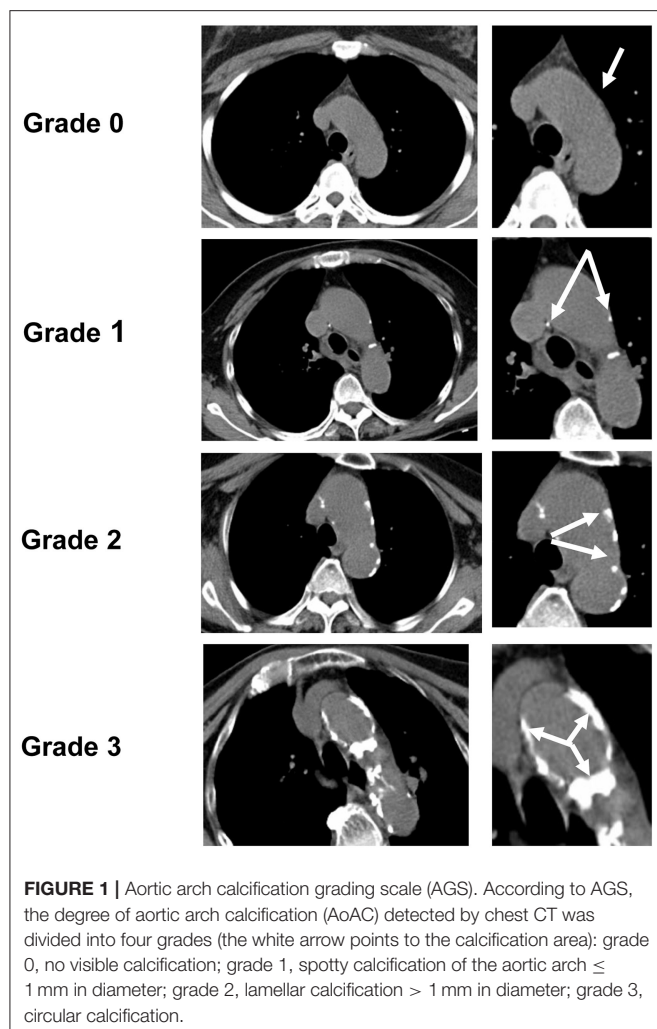 Grade 0
Grade 1
Grade 2
Grade 3
FIGURE 1 | Aortic arch calcification grading scale (AGS). According to AGS,
the degree of aortic arch calcification (AoAC) detected by chest CT was
divided into four grades (the white arrow points to the calcification area): grade
0, no visible calcification; grade 1, spotty calcification of the aortic arch ≤
1 mm in diameter; grade 2, lamellar calcification > 1 mm in diameter; grade 3,
circular calcification.